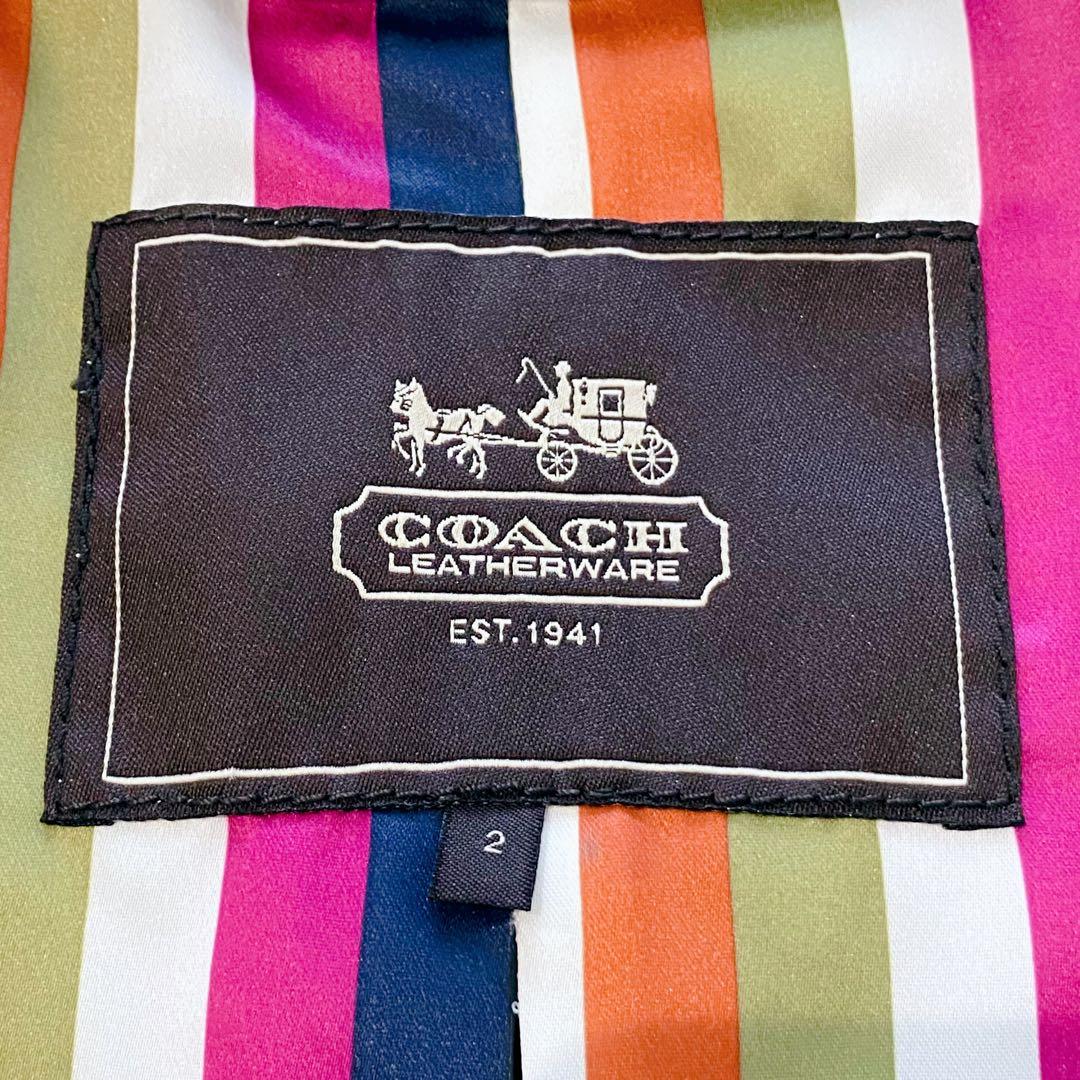 COACH
LEATHERWARE
EST. 1941
2